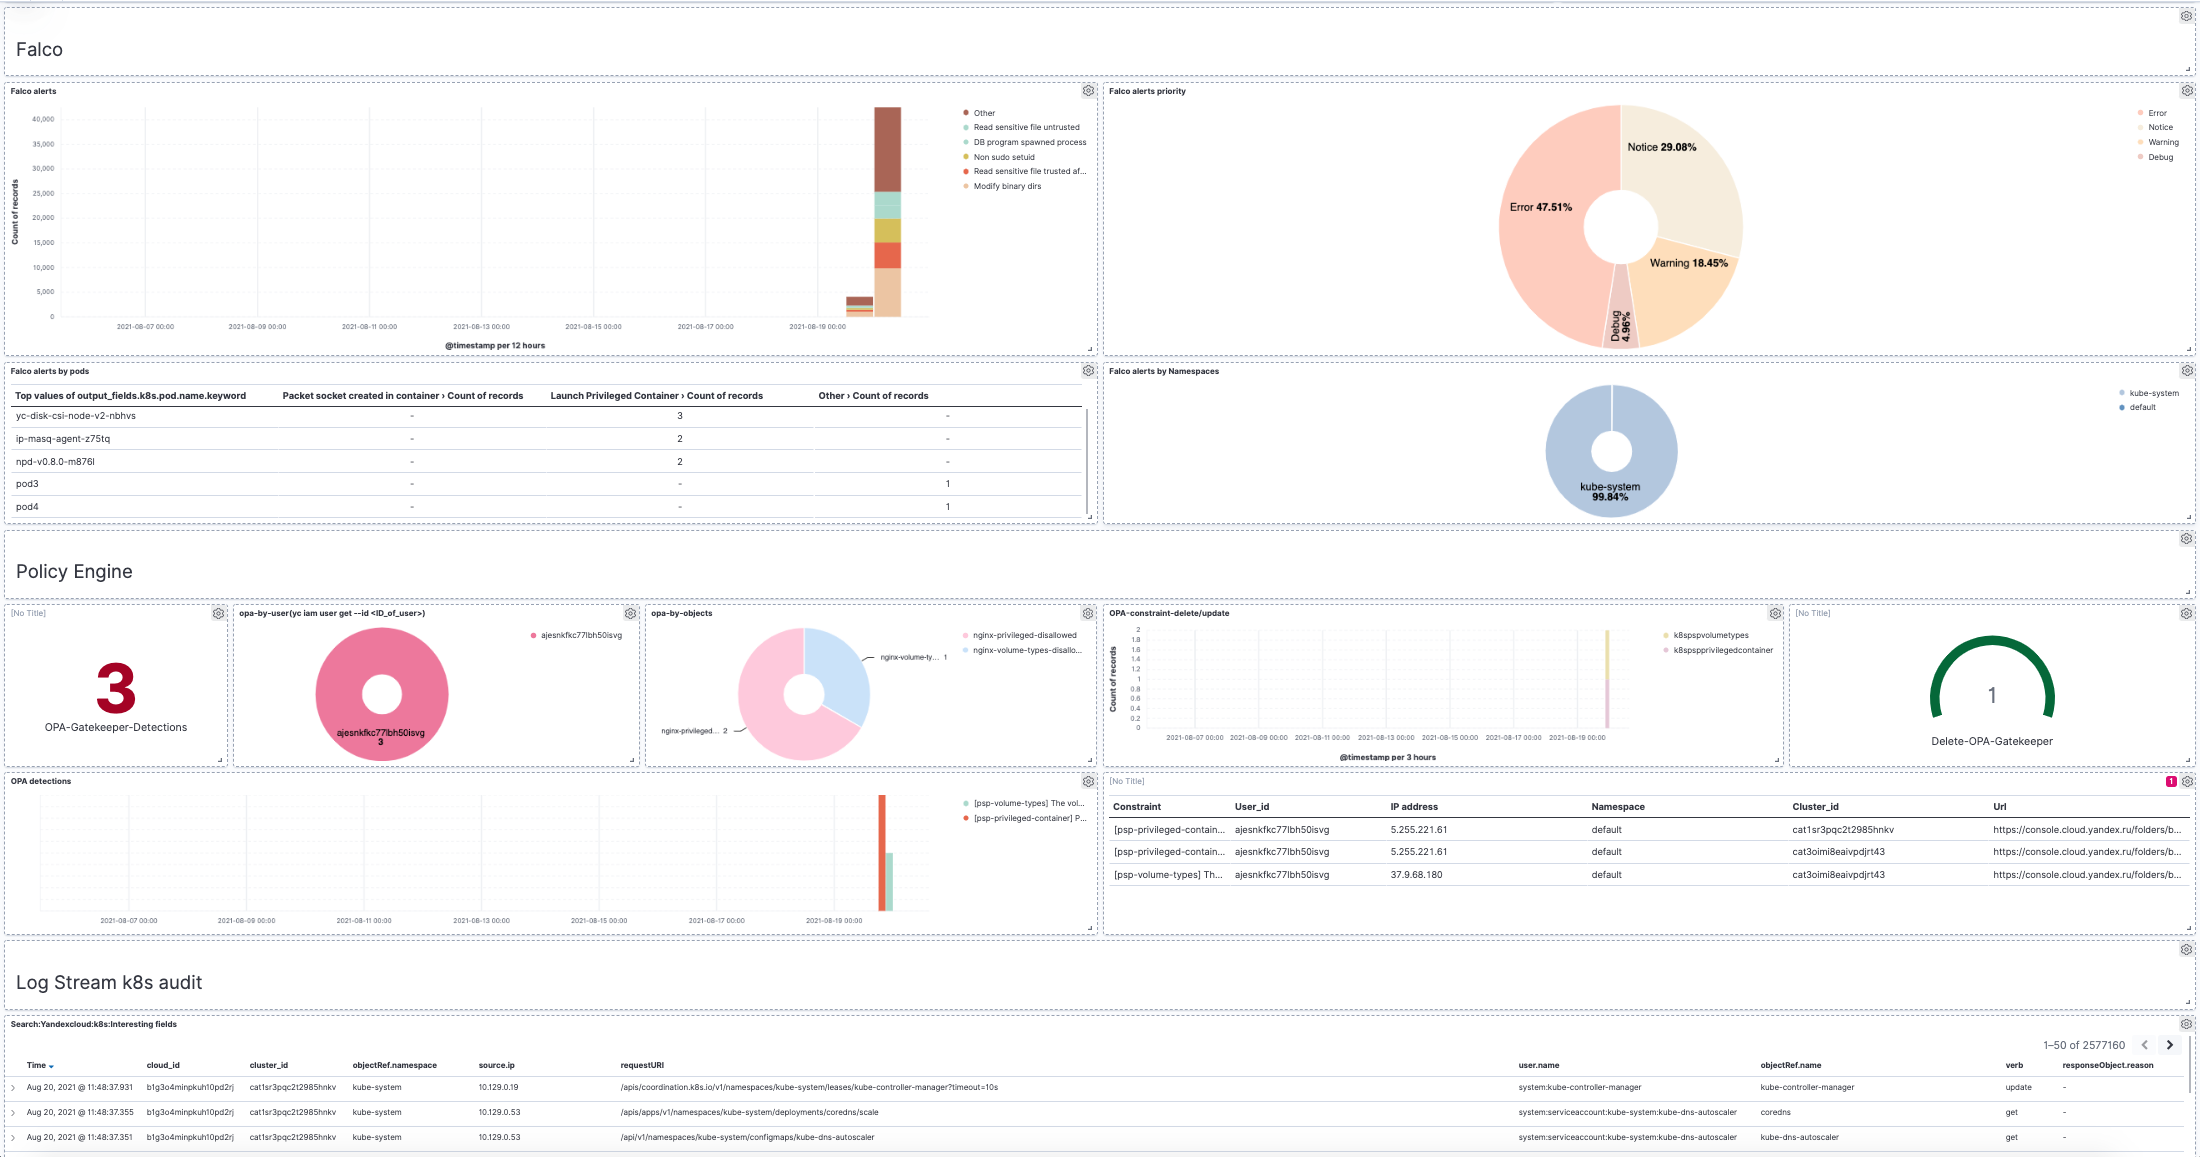 Falco
Falco alerts
Count of records
40,000
35,000
30,000
25,000
20,000
15,000
10,000
5,000
0
2021-08-07 00:00 2021-08-09 00:00 2021-08-11 00:00 2021-08-13 00:00 2021-08-15 00:00 2021-08-17 00:00 2021-08-19 00:00
@timestamp per 12 hours
Other
Read sensitive file untrusted
DB program spawned process
Non sudo setuid
Read sensitive file trusted af...
Modify binary dirs
Falco alerts priority
Notice 29.08%
Error 47.51%
Warning 18.45%
Debug
4.96%
Error
Notice
Warning
Debug
Falco alerts by pods
Top values of output_fields.k8s.pod.name.keyword Packet socket created in container › Count of records Launch Privileged Container › Count of records Other › Count of records
yc-disk-csi-node-v2-nbhvs - 3 -
ip-masq-agent-z75tq - 2 -
npd-v0.8.0-m876l - 2 -
pod3 - - 1
pod4 - - 1
Falco alerts by Namespaces
kube-system
99.84%
kube-system
default
Policy Engine
[No Title]
3
OPA-Gatekeeper-Detections
opa-by-user(yc iam user get --id <ID_of_user>)
ajesnkfkc77lbh50isvg
3
ajesnkfkc77lbh50isvg
opa-by-objects
nginx-volume-ty... 1
nginx-privileged... 2
nginx-privileged-disallowed
nginx-volume-types-disallo...
OPA-constraint-delete/update
Count of records
2
1.8
1.6
1.4
1.2
1
0.8
0.6
0.4
0.2
0
2021-08-07 00:00 2021-08-09 00:00 2021-08-11 00:00 2021-08-13 00:00 2021-08-15 00:00 2021-08-17 00:00 2021-08-19 00:00
@timestamp per 3 hours
k8spspvolumetypes
k8spspprivilegedcontainer
[No Title]
1
Delete-OPA-Gatekeeper
OPA detections
2021-08-07 00:00 2021-08-09 00:00 2021-08-11 00:00 2021-08-13 00:00 2021-08-15 00:00 2021-08-17 00:00 2021-08-19 00:00
[psp-volume-types] The vol...
[psp-privileged-container] P...
[No Title]
1
Constraint User_id IP address Namespace Cluster_id Url
[psp-privileged-contain... ajesnkfkc77lbh50isvg 5.255.221.61 default cat1sr3pqc2t2985hnkv https://console.cloud.yandex.ru/folders/b...
[psp-privileged-contain... ajesnkfkc77lbh50isvg 5.255.221.61 default cat3oimi8eaivpdjrt43 https://console.cloud.yandex.ru/folders/b...
[psp-volume-types] Th... ajesnkfkc77lbh50isvg 37.9.68.180 default cat3oimi8eaivpdjrt43 https://console.cloud.yandex.ru/folders/b...
Log Stream k8s audit
Search:Yandexcloud:k8s:Interesting fields
1–50 of 2577160
Time cloud_id cluster_id objectRef.namespace source.ip requestURI user.name objectRef.name verb responseObject.reason
Aug 20, 2021 @ 11:48:37.931 b1g3o4minpkuh10pd2rj cat1sr3pqc2t2985hnkv kube-system 10.129.0.19 /apis/coordination.k8s.io/v1/namespaces/kube-system/leases/kube-controller-manager?timeout=10s system:kube-controller-manager kube-controller-manager update -
Aug 20, 2021 @ 11:48:37.355 b1g3o4minpkuh10pd2rj cat1sr3pqc2t2985hnkv kube-system 10.129.0.53 /apis/apps/v1/namespaces/kube-system/deployments/coredns/scale system:serviceaccount:kube-system:kube-dns-autoscaler coredns get -
Aug 20, 2021 @ 11:48:37.351 b1g3o4minpkuh10pd2rj cat1sr3pqc2t2985hnkv kube-system 10.129.0.53 /api/v1/namespaces/kube-system/configmaps/kube-dns-autoscaler system:serviceaccount:kube-system:kube-dns-autoscaler kube-dns-autoscaler get -